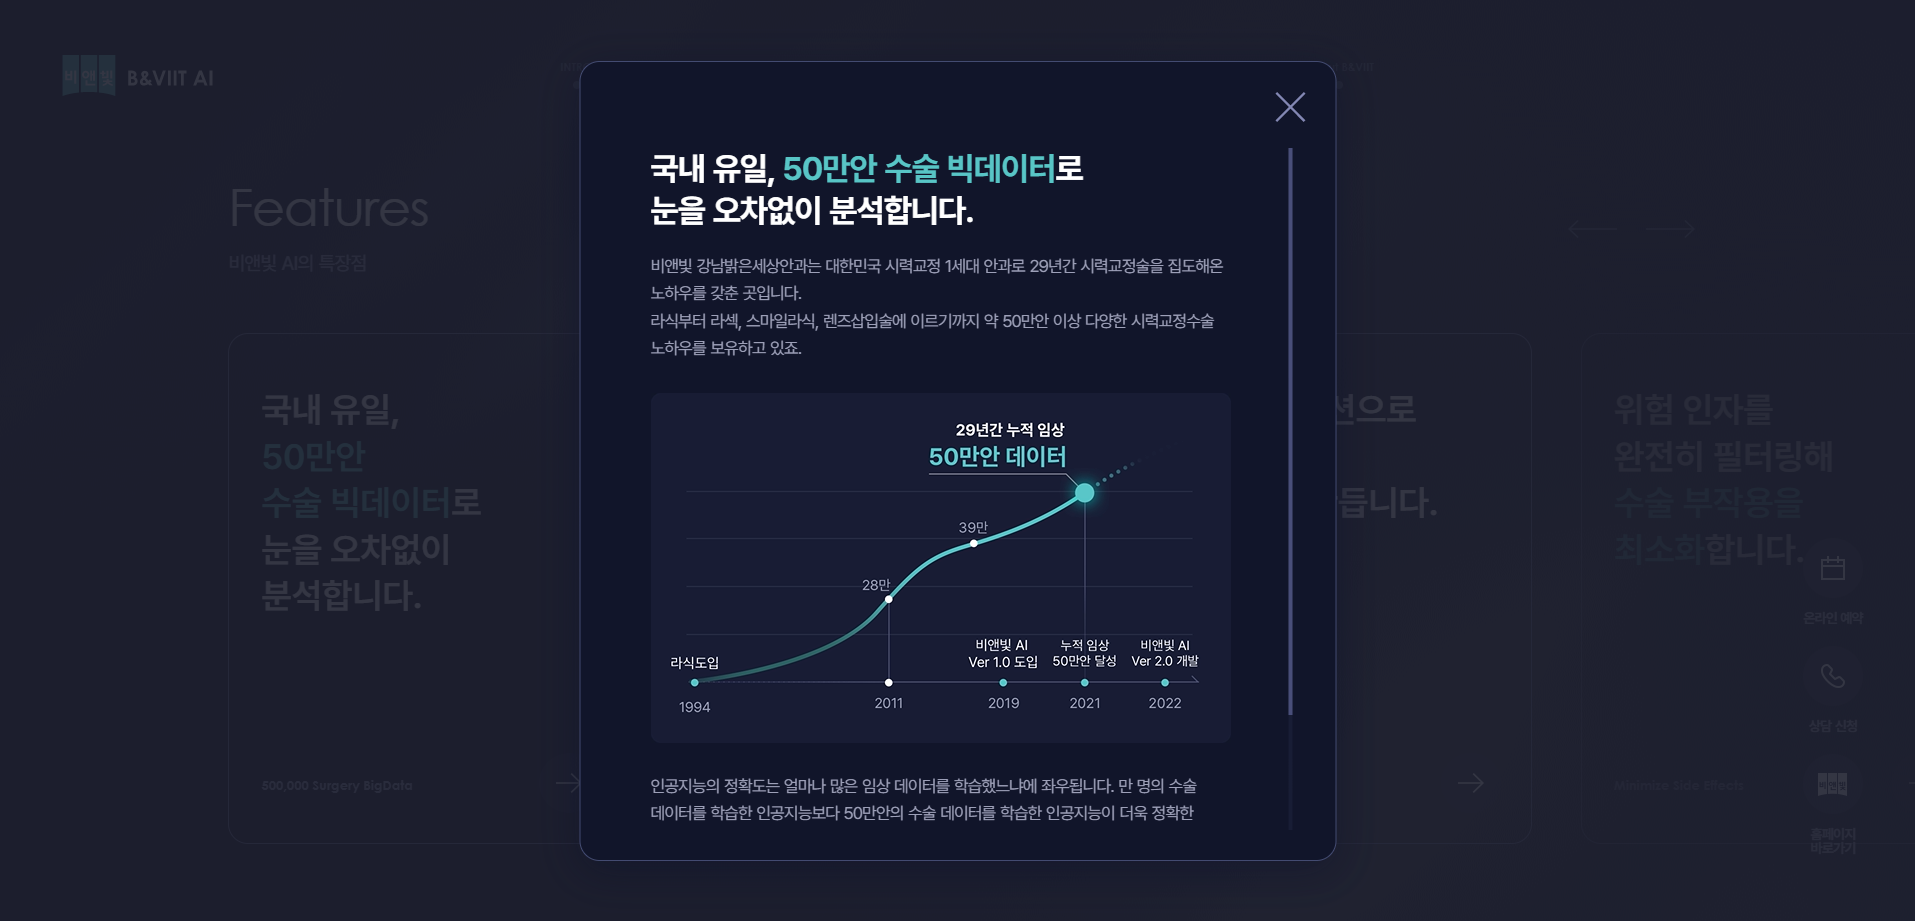 비앤빛
B&VIIT AI
Features
비앤빛 AI의 특장점
국내 유일,
50만안
수술 빅데이터로
눈을 오차없이
분석합니다.
500,000 Surgery BigData
국내 유일, 50만안 수술 빅데이터로
눈을 오차없이 분석합니다.
비앤빛 강남밝은세상안과는 대한민국 시력교정 1세대 안과로 29년간 시력교정술을 집도해온
노하우를 갖춘 곳입니다.
라식부터 라섹, 스마일라식, 렌즈삽입술에 이르기까지 약 50만안 이상 다양한 시력교정수술
노하우를 보유하고 있죠.
29년간 누적 임상
50만안 데이터
39만
28만
라식도입
비앤빛 AI
Ver 1.0 도입
누적 임상
50만안 달성
비앤빛 AI
Ver 2.0 개발
1994
2011
2019
2021
2022
인공지능의 정확도는 얼마나 많은 임상 데이터를 학습했느냐에 좌우됩니다. 만 명의 수술
데이터를 학습한 인공지능보다 50만안의 수술 데이터를 학습한 인공지능이 더욱 정확한
위험 인자를
완전히 필터링해
수술 부작용을
최소화합니다.
Minimize Side Effects
온라인 예약
상담 신청
홈페이지
바로가기